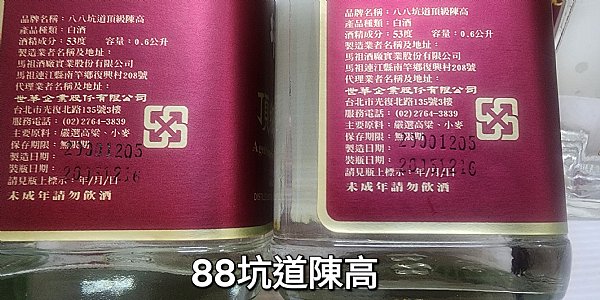 品牌名稱：八八坑道頂級陳高
產品種類：白酒
酒精成分：53度 容量：0.6公升
製造業者名稱及地址：
馬祖酒廠實業股份有限公司
馬祖連江縣南竿鄉復興村208號
代理業者名稱及地址：
世華企業股份有限公司
台北市光復北路135號3樓
服務電話：(02)2764-3839
主要原料：嚴選高粱、小麥
保存期限：無限期
製造日期：
裝瓶日期：
請見瓶上標示：年/月/日
未成年請勿飲酒
品牌名稱：八八坑道頂級陳高
產品種類：白酒
酒精成分：53度 容量：0.6公升
製造業者名稱及地址：
馬祖酒廠實業股份有限公司
馬祖連江縣南竿鄉復興村208號
代理業者名稱及地址：
世華企業股份有限公司
台北市光復北路135號3樓
服務電話：(02)2764-3839
主要原料：嚴選高粱、小麥
保存期限：無限期
製造日期：
裝瓶日期：
請見瓶上標示：年/月/日
未成年請勿飲酒
88坑道陳高